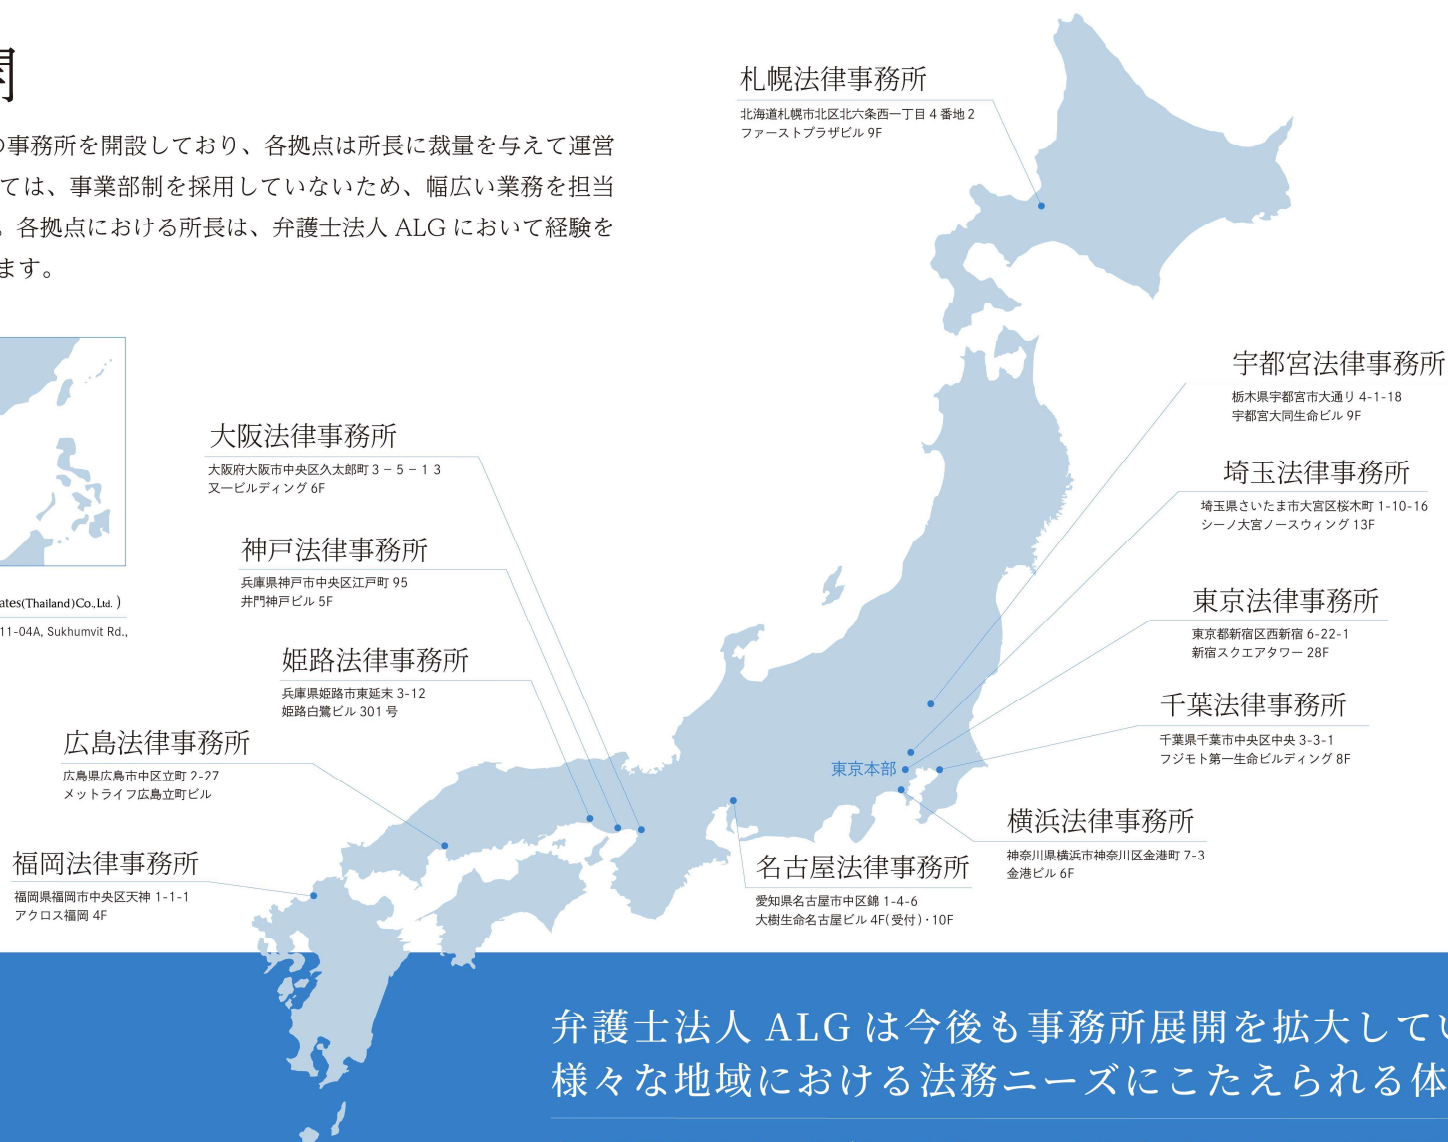 開
の事務所を開設しており、各拠点は所長に裁量を与えて運営
ては、事業部制を採用していないため、幅広い業務を担当
。各拠点における所長は、弁護士法人 ALG において経験を
ます。
札幌法律事務所
北海道札幌市北区北六条西一丁目 4 番地 2
ファーストプラザビル 9F
宇都宮法律事務所
栃木県宇都宮市大通り 4-1-18
宇都宮大同生命ビル 9F
大阪法律事務所
大阪府大阪市中央区久太郎町 3 − 5 − 1 3
又一ビルディング 6F
埼玉法律事務所
埼玉県さいたま市大宮区桜木町 1-10-16
シーノ大宮ノースウィング 13F
神戸法律事務所
兵庫県神戸市中央区江戸町 95
井門神戸ビル 5F
ates(Thailand)Co.,Ltd. )
11-04A, Sukhumvit Rd.,
東京法律事務所
東京都新宿区西新宿 6-22-1
新宿スクエアタワー 28F
姫路法律事務所
兵庫県姫路市東延末 3-12
姫路白鷺ビル 301 号
千葉法律事務所
千葉県千葉市中央区中央 3-3-1
フジモト第一生命ビルディング 8F
広島法律事務所
広島県広島市中区立町 2-27
メットライフ広島立町ビル
東京本部
横浜法律事務所
神奈川県横浜市神奈川区金港町 7-3
金港ビル 6F
福岡法律事務所
福岡県福岡市中央区天神 1-1-1
アクロス福岡 4F
名古屋法律事務所
愛知県名古屋市中区錦 1-4-6
大樹生命名古屋ビル 4F(受付)・10F
弁護士法人 ALG は今後も事務所展開を拡大してい
様々な地域における法務ニーズにこたえられる体